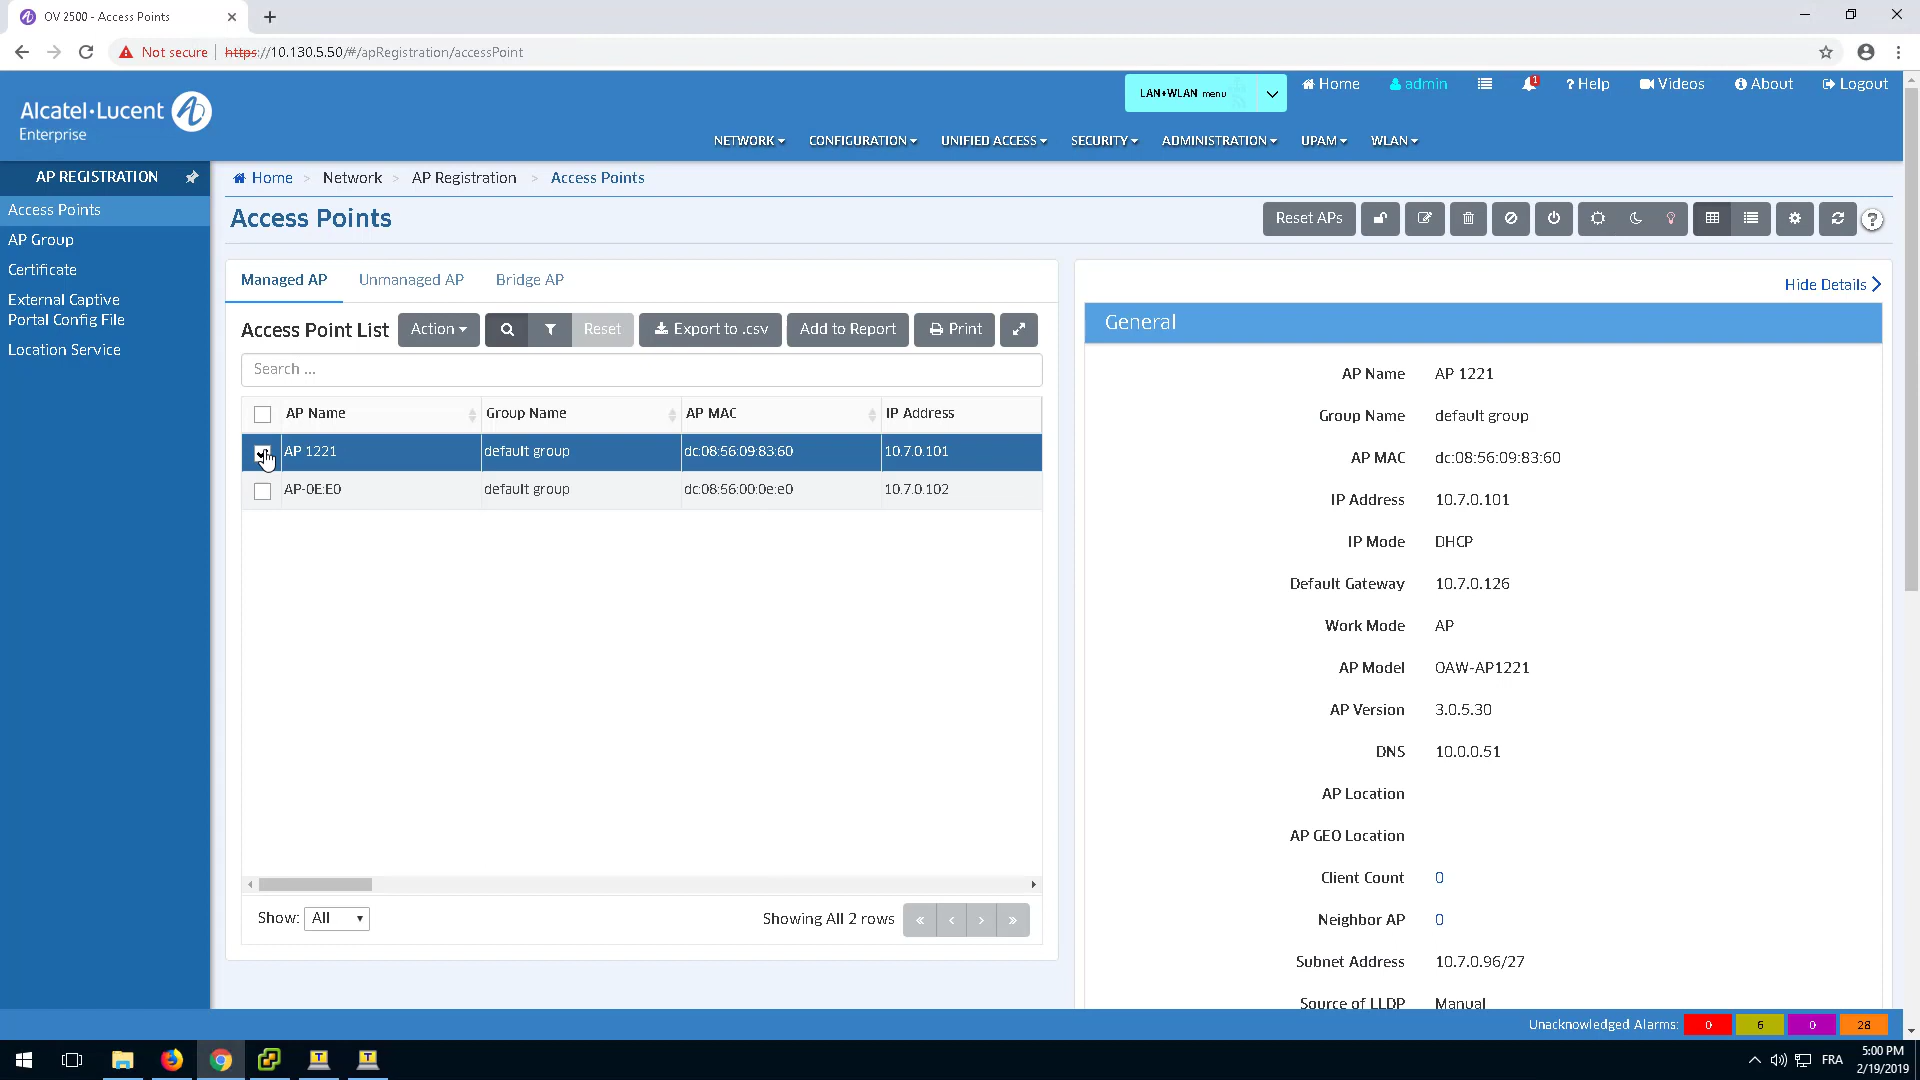 OV 2500 - Access Points
Not secure | https://10.130.5.50/#/apRegistration/accessPoint
LAN+WLAN menu
Home
admin
1
? Help
Videos
About
Logout
Alcatel·Lucent
Enterprise
NETWORK
CONFIGURATION
UNIFIED ACCESS
SECURITY
ADMINISTRATION
UPAM
WLAN
AP REGISTRATION
Access Points
AP Group
Certificate
External Captive
Portal Config File
Location Service
Home > Network > AP Registration > Access Points
Access Points
Reset APs
?
Managed AP
Unmanaged AP
Bridge AP
Hide Details
Access Point List
Action
Reset
Export to .csv
Add to Report
Print
Search ...
AP Name Group Name AP MAC IP Address
AP 1221 default group dc:08:56:09:83:60 10.7.0.101
AP-0E:E0 default group dc:08:56:00:0e:e0 10.7.0.102
Show: All
Showing All 2 rows
« ‹ › »
General
AP Name AP 1221
Group Name default group
AP MAC dc:08:56:09:83:60
IP Address 10.7.0.101
IP Mode DHCP
Default Gateway 10.7.0.126
Work Mode AP
AP Model OAW-AP1221
AP Version 3.0.5.30
DNS 10.0.0.51
AP Location
AP GEO Location
Client Count 0
Neighbor AP 0
Subnet Address 10.7.0.96/27
Source of LLDP Manual
Unacknowledged Alarms: 0 6 0 28
FRA
5:00 PM
2/19/2019